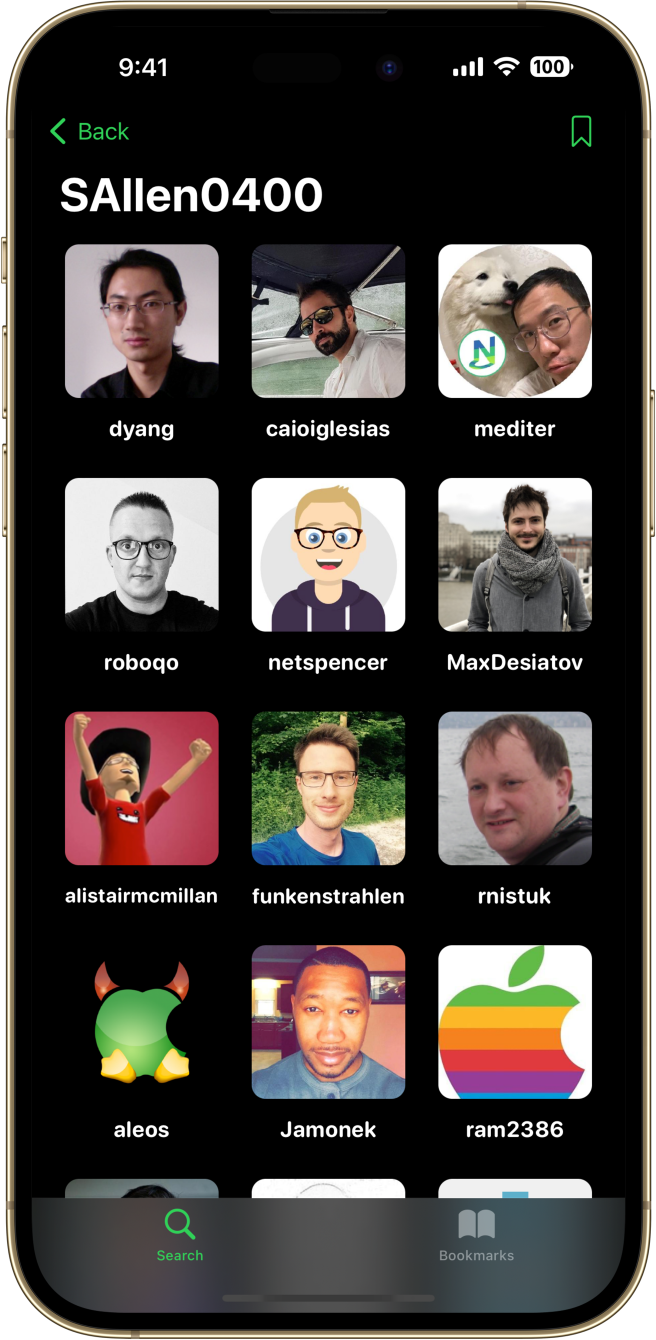 9:41
100
Back
SAllen0400
N
dyang
caioiglesias
mediter
roboqo
netspencer
MaxDesiatov
alistairmcmillan
funkenstrahlen
rnistuk
aleos
Jamonek
ram2386
Search
Bookmarks